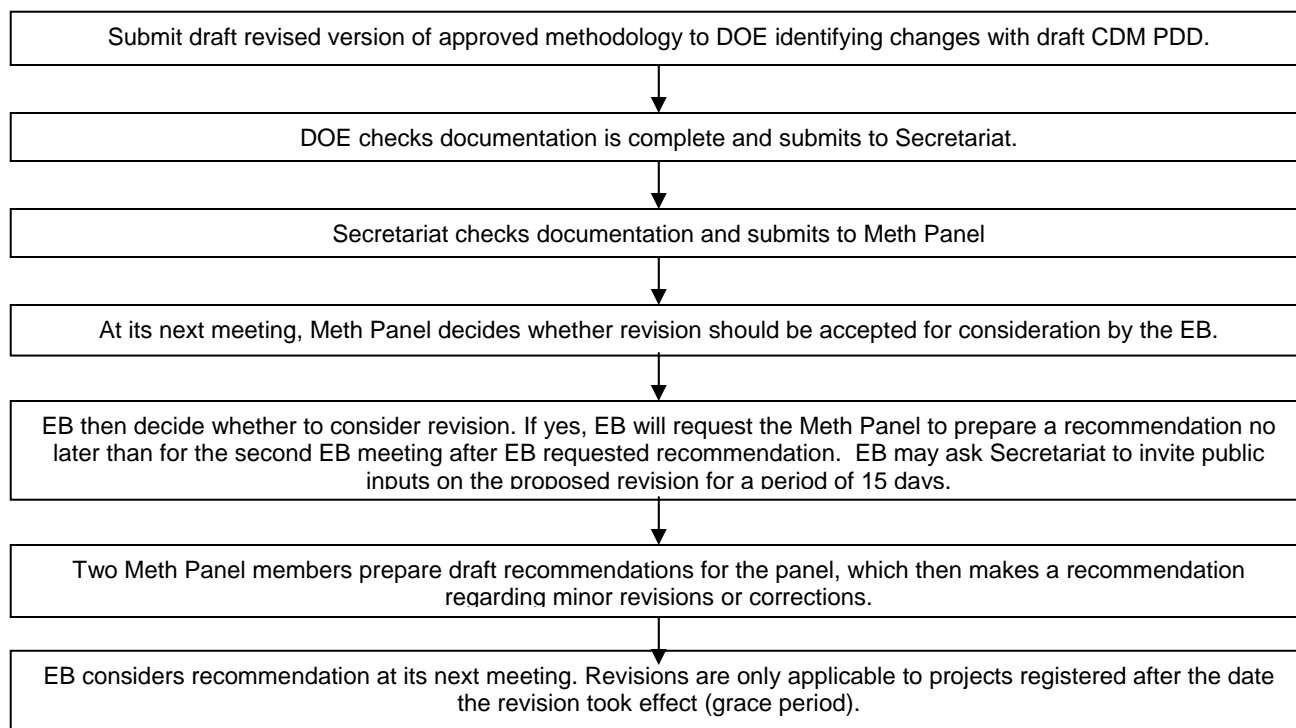 Submit draft revised version of approved methodology to DOE identifying changes with draft CDM PDD.
DOE checks documentation is complete and submits to Secretariat.
Secretariat checks documentation and submits to Meth Panel
At its next meeting, Meth Panel decides whether revision should be accepted for consideration by the EB.
EB then decide whether to consider revision. If yes, EB will request the Meth Panel to prepare a recommendation no
later than for the second EB meeting after EB requested recommendation.  EB may ask Secretariat to invite public
inputs on the proposed revision for a period of 15 days.
Two Meth Panel members prepare draft recommendations for the panel, which then makes a recommendation
regarding minor revisions or corrections.
EB considers recommendation at its next meeting. Revisions are only applicable to projects registered after the date
the revision took effect (grace period).